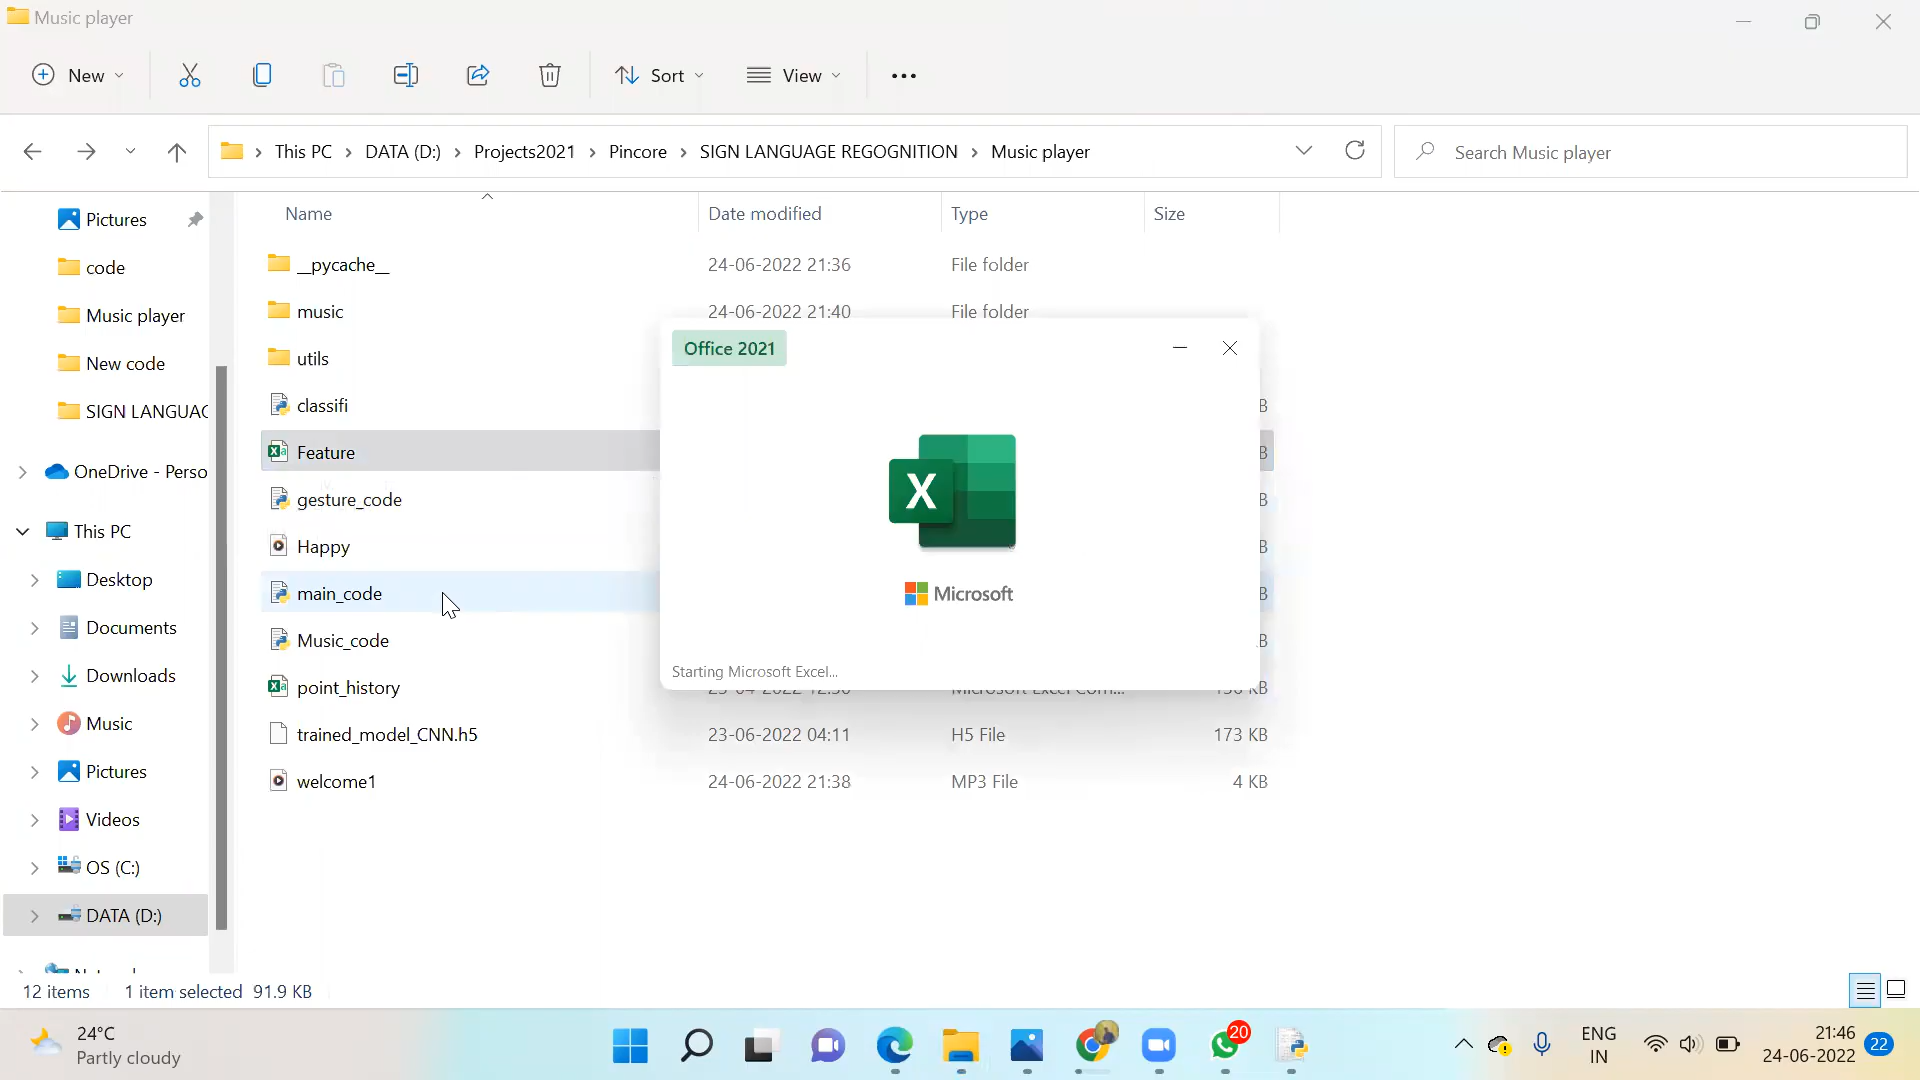 Music player
New
Sort
View
This PC
DATA (D:)
Projects2021
Pincore
SIGN LANGUAGE REGOGNITION
Music player
Search Music player
Name
Date modified
Type
Size
Pictures
code
Music player
New code
SIGN LANGUAG
OneDrive - Perso
This PC
Desktop
Documents
Downloads
Music
Pictures
Videos
OS (C:)
DATA (D:)
__pycache__ 24-06-2022 21:36 File folder
music 24-06-2022 21:40 File folder
utils
classifi
Feature
gesture_code
Happy
main_code
Music_code
point_history
trained_model_CNN.h5 23-06-2022 04:11 H5 File 173 KB
welcome1 24-06-2022 21:38 MP3 File 4 KB
Office 2021
X
Microsoft
Starting Microsoft Excel...
12 items
1 item selected 91.9 KB
24°C
Partly cloudy
20
ENG
IN
21:46
24-06-2022
22